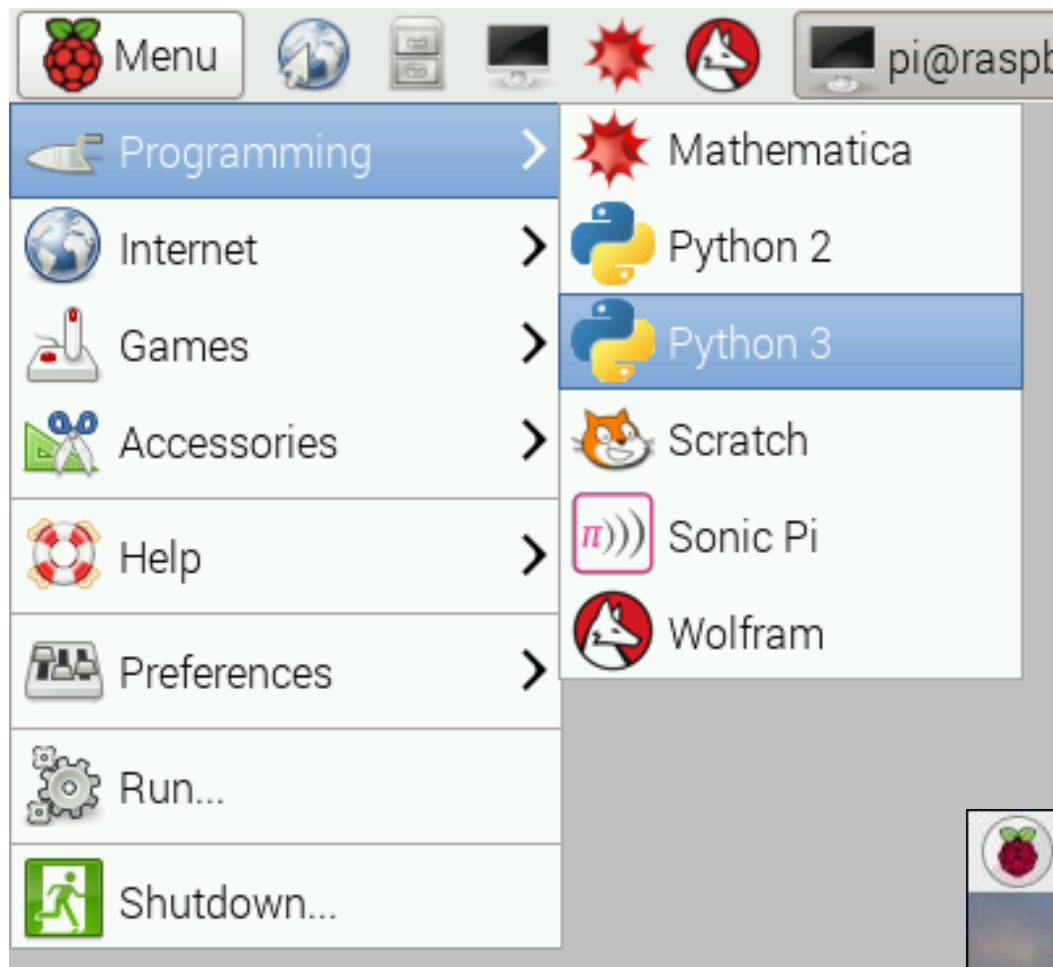 Menu
pi@raspb
Programming
Internet
Games
Accessories
Help
Preferences
Run...
Shutdown...
Mathematica
Python 2
Python 3
Scratch
π)))
Sonic Pi
Wolfram